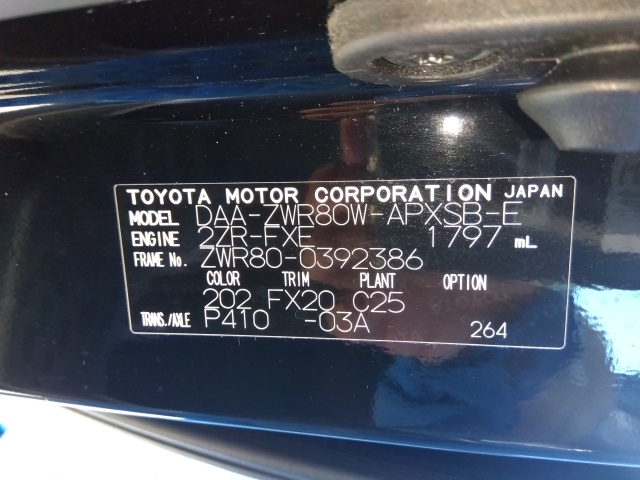 TOYOTA MOTOR CORPORATION JAPAN
MODEL DAA-ZWR80W-APXSB-E
ENGINE 2ZR-FXE 1797 mL
FRAME No. ZWR80-0392386
COLOR TRIM PLANT OPTION
202 FX20 C25
TRANS./AXLE P410 -03A 264